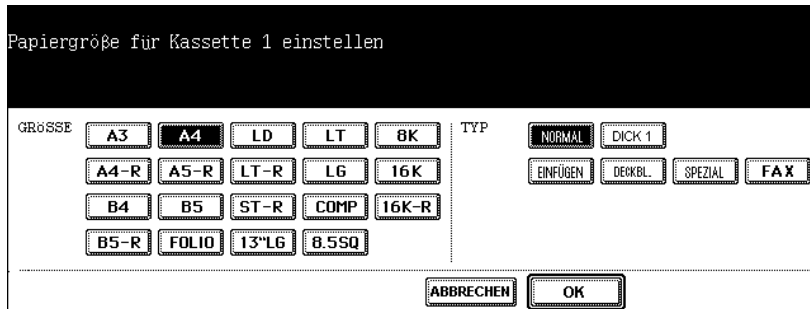 Papiergröße für Kassette 1 einstellen
GRÖSSE A3 A4 LD LT 8K TYP NORMAL DICK 1
A4-R A5-R LT-R LG 16K EINFÜGEN DECKBL. SPEZIAL FAX
B4 B5 ST-R COMP 16K-R
B5-R FOLIO 13"LG 8.5SQ
ABBRECHEN OK